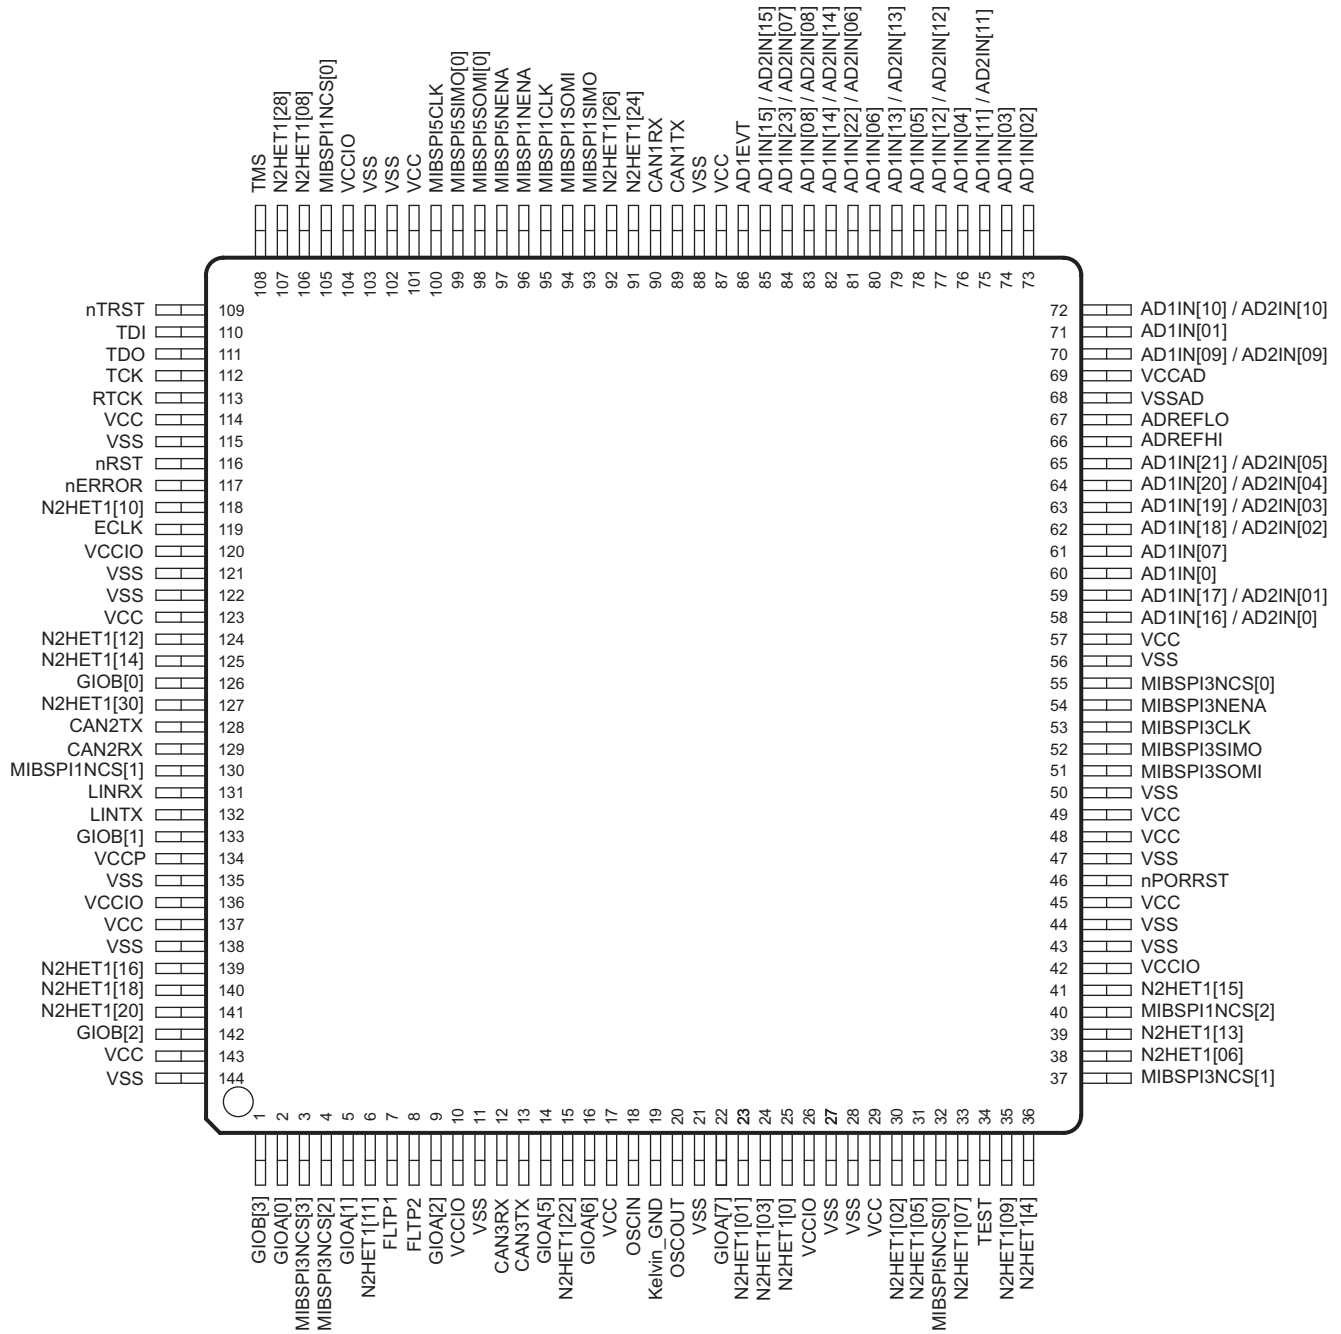 TMS
N2HET1[28]
N2HET1[08]
MIBSPI1NCS[0]
VCCIO
VSS
VSS
VCC
MIBSPI5CLK
MIBSPI5SIMO[0]
MIBSPI5SOMI[0]
MIBSPI5NENA
MIBSPI1NENA
MIBSPI1CLK
MIBSPI1SOMI
MIBSPI1SIMO
N2HET1[26]
N2HET1[24]
CAN1RX
CAN1TX
VSS
VCC
AD1EVT
AD1IN[15] / AD2IN[15]
AD1IN[23] / AD2IN[07]
AD1IN[08] / AD2IN[08]
AD1IN[14] / AD2IN[14]
AD1IN[22] / AD2IN[06]
AD1IN[06]
AD1IN[13] / AD2IN[13]
AD1IN[05]
AD1IN[12] / AD2IN[12]
AD1IN[04]
AD1IN[11] / AD2IN[11]
AD1IN[03]
AD1IN[02]
108
107
106
105
104
103
102
101
100
99
98
97
96
95
94
93
92
91
90
89
88
87
86
85
84
83
82
81
80
79
78
77
76
75
74
73
nTRST 109
TDI 110
TDO 111
TCK 112
RTCK 113
VCC 114
VSS 115
nRST 116
nERROR 117
N2HET1[10] 118
ECLK 119
VCCIO 120
VSS 121
VSS 122
VCC 123
N2HET1[12] 124
N2HET1[14] 125
GIOB[0] 126
N2HET1[30] 127
CAN2TX 128
CAN2RX 129
MIBSPI1NCS[1] 130
LINRX 131
LINTX 132
GIOB[1] 133
VCCP 134
VSS 135
VCCIO 136
VCC 137
VSS 138
N2HET1[16] 139
N2HET1[18] 140
N2HET1[20] 141
GIOB[2] 142
VCC 143
VSS 144
72 AD1IN[10] / AD2IN[10]
71 AD1IN[01]
70 AD1IN[09] / AD2IN[09]
69 VCCAD
68 VSSAD
67 ADREFLO
66 ADREFHI
65 AD1IN[21] / AD2IN[05]
64 AD1IN[20] / AD2IN[04]
63 AD1IN[19] / AD2IN[03]
62 AD1IN[18] / AD2IN[02]
61 AD1IN[07]
60 AD1IN[0]
59 AD1IN[17] / AD2IN[01]
58 AD1IN[16] / AD2IN[0]
57 VCC
56 VSS
55 MIBSPI3NCS[0]
54 MIBSPI3NENA
53 MIBSPI3CLK
52 MIBSPI3SIMO
51 MIBSPI3SOMI
50 VSS
49 VCC
48 VCC
47 VSS
46 nPORRST
45 VCC
44 VSS
43 VSS
42 VCCIO
41 N2HET1[15]
40 MIBSPI1NCS[2]
39 N2HET1[13]
38 N2HET1[06]
37 MIBSPI3NCS[1]
1
2
3
4
5
6
7
8
9
10
11
12
13
14
15
16
17
18
19
20
21
22
23
24
25
26
27
28
29
30
31
32
33
34
35
36
GIOB[3]
GIOA[0]
MIBSPI3NCS[3]
MIBSPI3NCS[2]
GIOA[1]
N2HET1[11]
FLTP1
FLTP2
GIOA[2]
VCCIO
VSS
CAN3RX
CAN3TX
GIOA[5]
N2HET1[22]
GIOA[6]
VCC
OSCIN
Kelvin_GND
OSCOUT
VSS
GIOA[7]
N2HET1[01]
N2HET1[03]
N2HET1[0]
VCCIO
VSS
VSS
VCC
N2HET1[02]
N2HET1[05]
MIBSPI5NCS[0]
N2HET1[07]
TEST
N2HET1[09]
N2HET1[4]